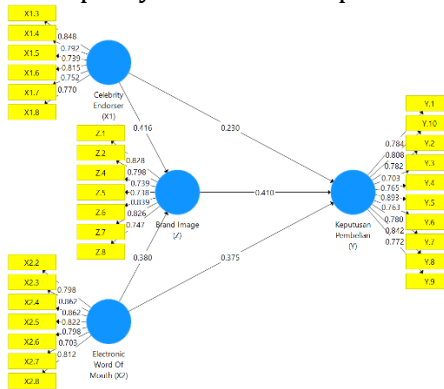 X1.3
X1.4
X1.5
X1.6
X1.7
X1.8
0.848
0.792
0.739
0.815
0.752
0.770
Celebrity
Endorser
(X1)
0.416
0.230
Z.1
Z.2
Z.4
Z.5
Z.6
Z.7
Z.8
0.828
0.798
0.739
0.718
0.839
0.826
0.747
Brand Image
(Z)
0.410
0.380
0.375
Y.1
Y.10
Y.2
Y.3
Y.4
Y.5
Y.6
Y.7
Y.8
Y.9
0.784
0.808
0.782
0.703
0.765
0.893
0.763
0.780
0.842
0.772
Keputusan
Pembelian
(Y)
X2.2
X2.3
X2.4
X2.5
X2.6
X2.7
X2.8
0.798
0.862
0.862
0.822
0.798
0.703
0.812
Electronic
Word Of
Mouth (X2)